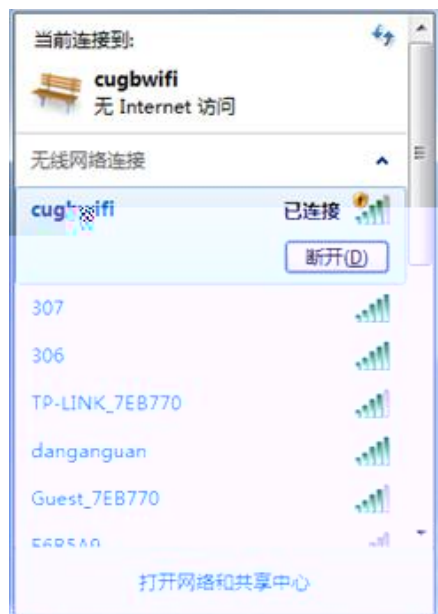 当前连接到:
cugbwifi
无 Internet 访问
无线网络连接
cugbwifi 已连接
断开(D)
307
306
TP-LINK_7EB770
danganguan
Guest_7EB770
打开网络和共享中心